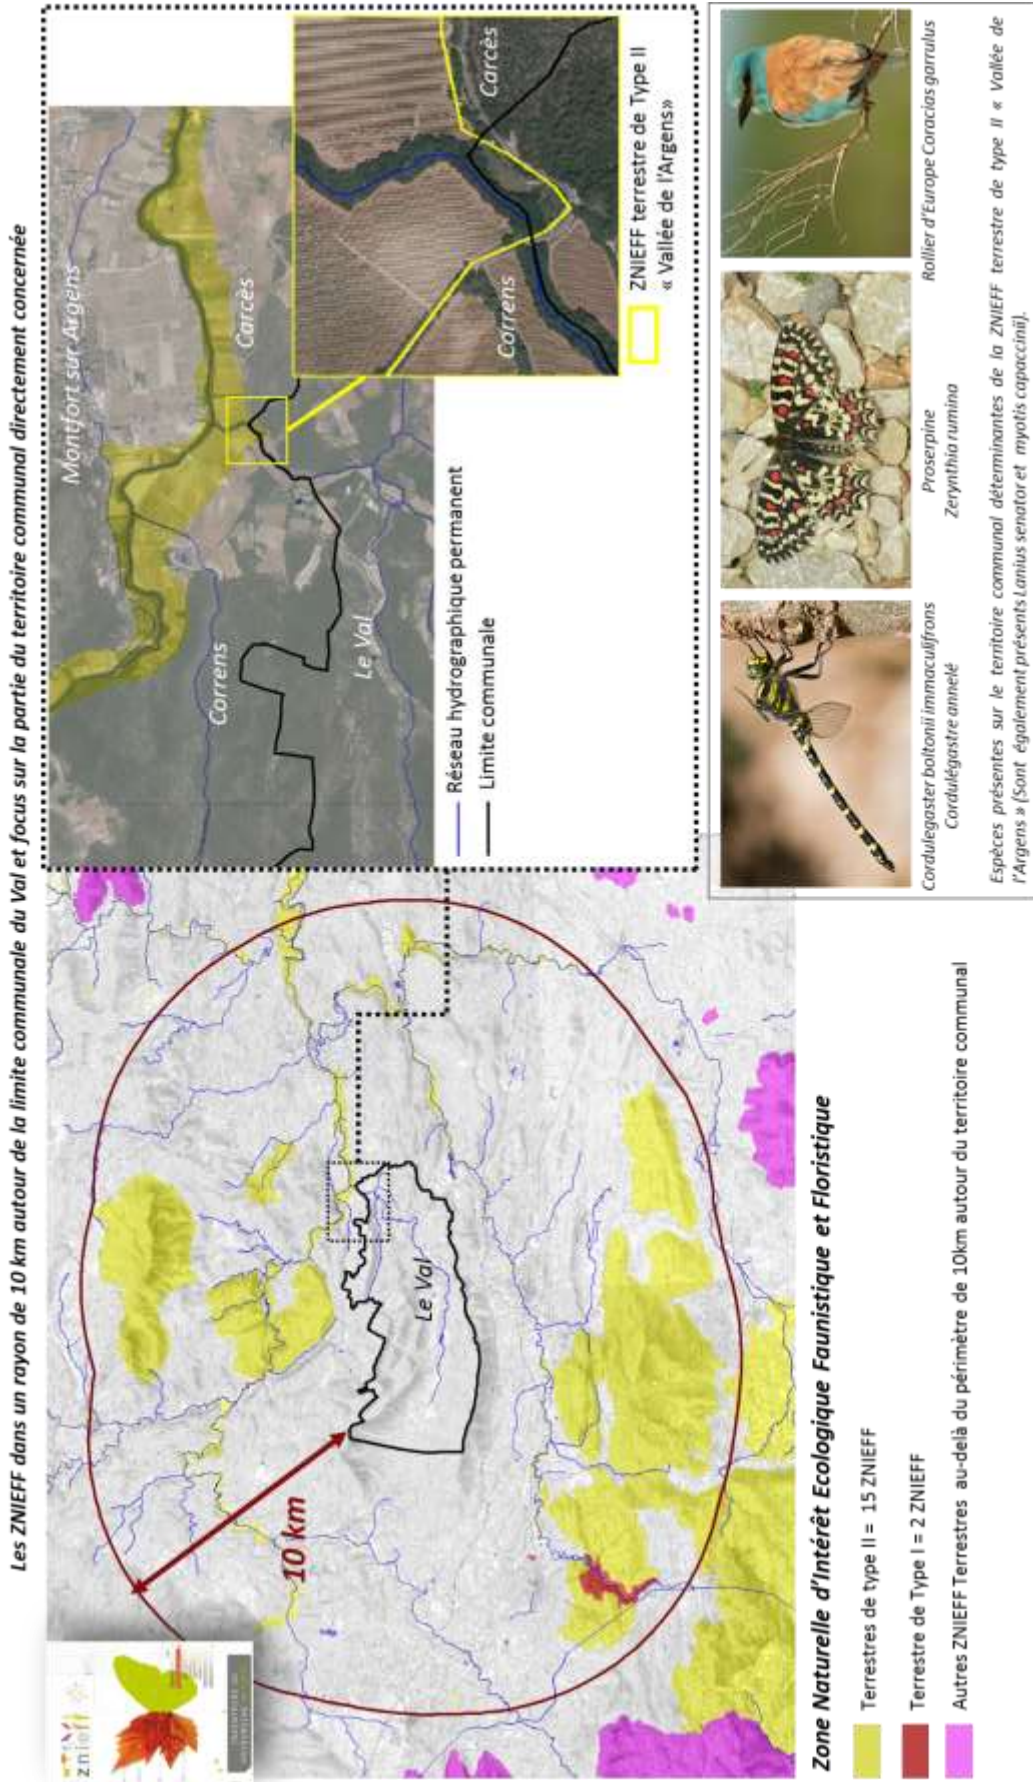 Les ZNIEFF dans un rayon de 10 km autour de la limite communale du Val et focus sur la partie du territoire communal directement concernée
znieff
10 km
Le Val
Montfort sur Argens
Carcès
Correns
Le Val
Carcès
Correns
Réseau hydrographique permanent
Limite communale
ZNIEFF terrestre de Type II
« Vallée de l'Argens»
Zone Naturelle d'Intérêt Ecologique Faunistique et Floristique
Terrestres de type II = 15 ZNIEFF
Terrestre de Type I = 2 ZNIEFF
Autres ZNIEFF Terrestres au-delà du périmètre de 10km autour du territoire communal
Cordulegaster boltonii immaculifrons
Cordulégastre annelé
Proserpine
Zerynthia rumina
Rollier d'Europe Coracias garrulus
Espèces présentes sur le territoire communal déterminantes de la ZNIEFF terrestre de type II « Vallée de
l'Argens » (Sont également présents Lanius senator et myotis capaccinii).